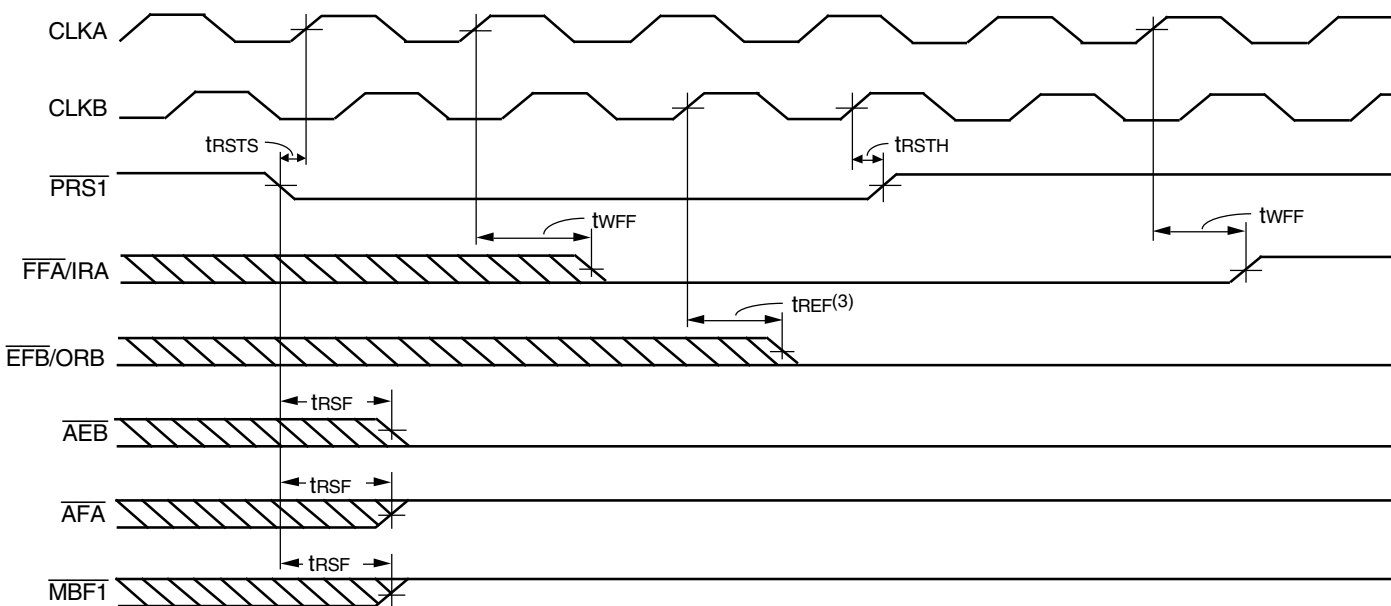 CLKA
CLKB
tRSTS
tRSTH
PRS1
tWFF
tWFF
FFA/IRA
tREF(3)
EFB/ORB
tRSF
AEB
tRSF
AFA
tRSF
MBF1